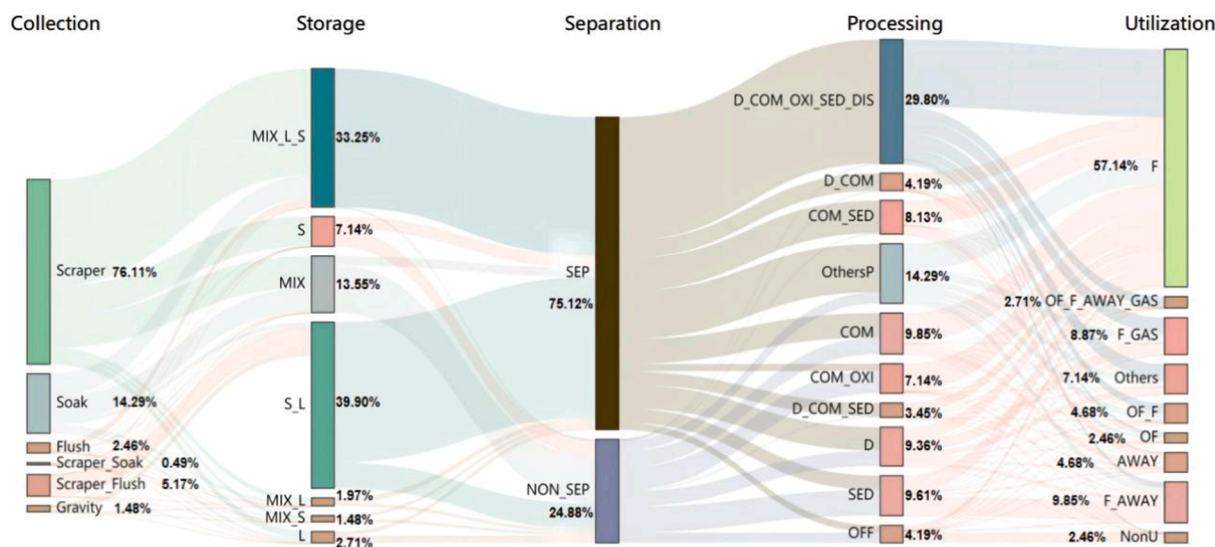 Collection
Storage
Separation
Processing
Utilization
Scraper 76.11%
Soak 14.29%
Flush 2.46%
Scraper_Soak 0.49%
Scraper_Flush 5.17%
Gravity 1.48%
MIX_L_S 33.25%
S 7.14%
MIX 13.55%
S_L 39.90%
MIX_L 1.97%
MIX_S 1.48%
L 2.71%
SEP
75.12%
NON_SEP
24.88%
D_COM_OXI_SED_DIS 29.80%
D_COM 4.19%
COM_SED 8.13%
OthersP 14.29%
COM 9.85%
COM_OXI 7.14%
D_COM_SED 3.45%
D 9.36%
SED 9.61%
OFF 4.19%
57.14% F
2.71% OF_F_AWAY_GAS
8.87% F_GAS
7.14% Others
4.68% OF_F
2.46% OF
4.68% AWAY
9.85% F_AWAY
2.46% NonU